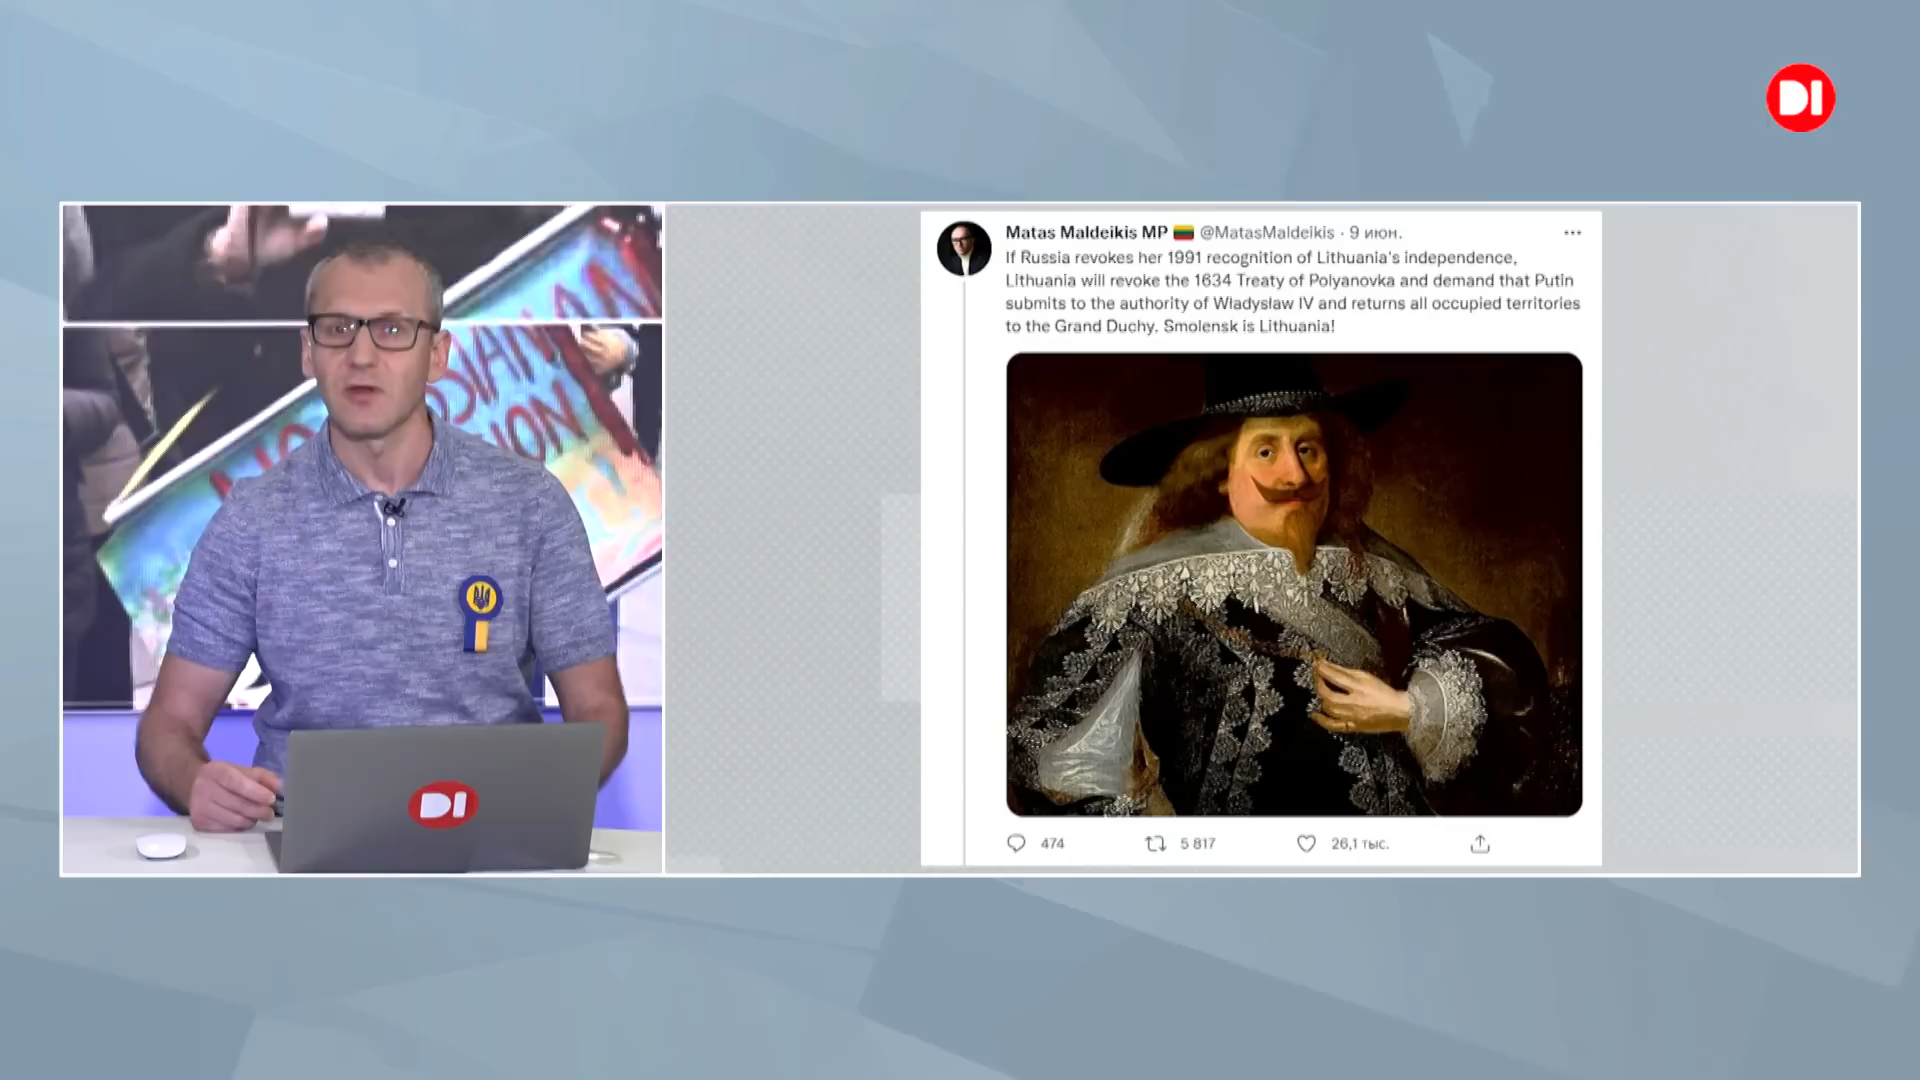 DI
Matas Maldeikis MP @MatasMaldeikis · 9 июн.
If Russia revokes her 1991 recognition of Lithuania's independence,
Lithuania will revoke the 1634 Treaty of Polyanovka and demand that Putin
submits to the authority of Wladyslaw IV and returns all occupied territories
to the Grand Duchy. Smolensk is Lithuania!
474 5 817 26,1 тыс.
DI